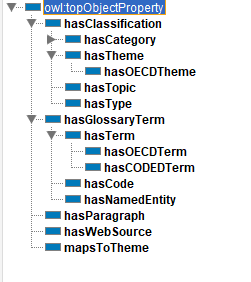 owl:topObjectProperty
hasClassification
hasCategory
hasTheme
hasOECDTheme
hasTopic
hasType
hasGlossaryTerm
hasTerm
hasOECDTerm
hasCODEDTerm
hasCode
hasNamedEntity
hasParagraph
hasWebSource
mapsToTheme